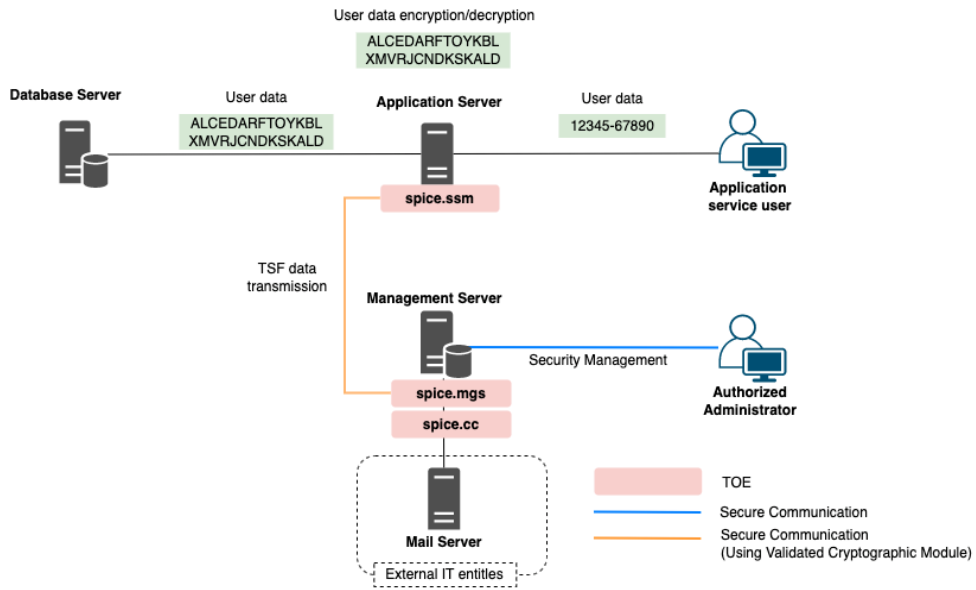 User data encryption/decryption
ALCEDARFTOYKBL
XMVRJCNDKSKALD
Database Server
User data
ALCEDARFTOYKBL
XMVRJCNDKSKALD
Application Server
User data
12345-67890
Application
service user
spice.ssm
TSF data
transmission
Management Server
Security Management
Authorized
Administrator
spice.mgs
spice.cc
Mail Server
External IT entitles
TOE
Secure Communication
Secure Communication
(Using Validated Cryptographic Module)